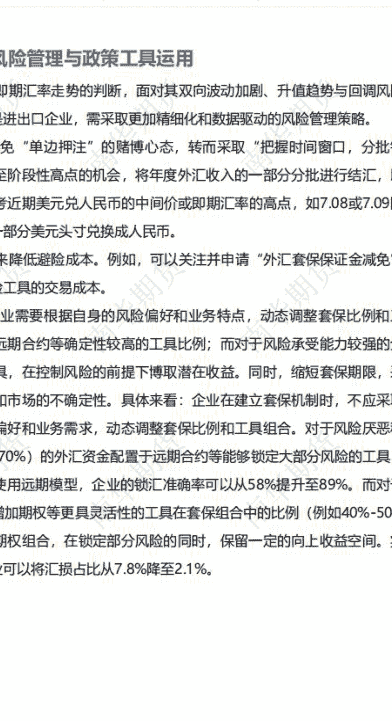 风险管理与政策工具运用
即期汇率走势的判断，面对其双向波动加剧、升值趋势与回调风
是进出口企业，需采取更加精细化和数据驱动的风险管理策略。
免“单边押注”的赌博心态，转而采取“把握时间窗口，分批
至阶段性高点的机会，将年度外汇收入的一部分分批进行结汇，
考近期美元兑人民币的中间价或即期汇率的高点，如7.08或7.09
一部分美元头寸兑换成人民币。
来降低避险成本。例如，可以关注并申请“外汇套保保证金减免”
险工具的交易成本。
业需要根据自身的风险偏好和业务特点，动态调整套保比例和
远期合约等确定性较高的工具比例；而对于风险承受能力较强的
具，在控制风险的前提下博取潜在收益。同时，缩短套保期限，
和市场的不确定性。具体来看：企业在建立套保机制时，不应采
偏好和业务需求，动态调整套保比例和工具组合。对于风险厌恶
70%）的外汇资金配置于远期合约等能够锁定大部分风险的工具
使用远期模型，企业的锁汇准确率可以从58%提升至89%。而对
增加期权等更具灵活性的工具在套保组合中的比例（例如40%-50
期权组合，在锁定部分风险的同时，保留一定的向上收益空间。
业可以将汇损占比从7.8%降至2.1%。
南华期货